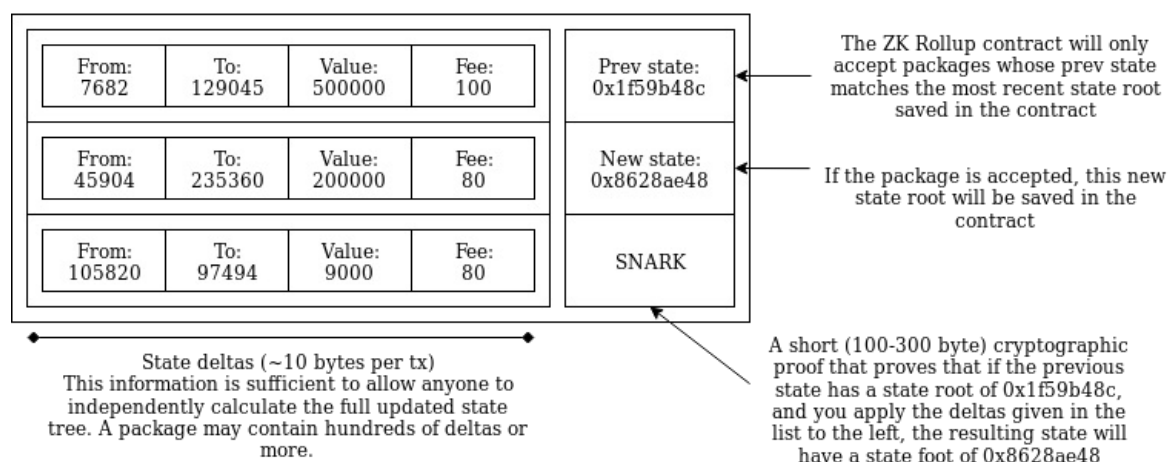 From:
7682
To:
129045
Value:
500000
Fee:
100
From:
45904
To:
235360
Value:
200000
Fee:
80
From:
105820
To:
97494
Value:
9000
Fee:
80
Prev state:
0x1f59b48c
New state:
0x8628ae48
SNARK
The ZK Rollup contract will only
accept packages whose prev state
matches the most recent state root
saved in the contract
If the package is accepted, this new
state root will be saved in the
contract
State deltas (~10 bytes per tx)
This information is sufficient to allow anyone to
independently calculate the full updated state
tree. A package may contain hundreds of deltas or
more.
A short (100-300 byte) cryptographic
proof that proves that if the previous
state has a state root of 0x1f59b48c,
and you apply the deltas given in the
list to the left, the resulting state will
have a state foot of 0x8628ae48